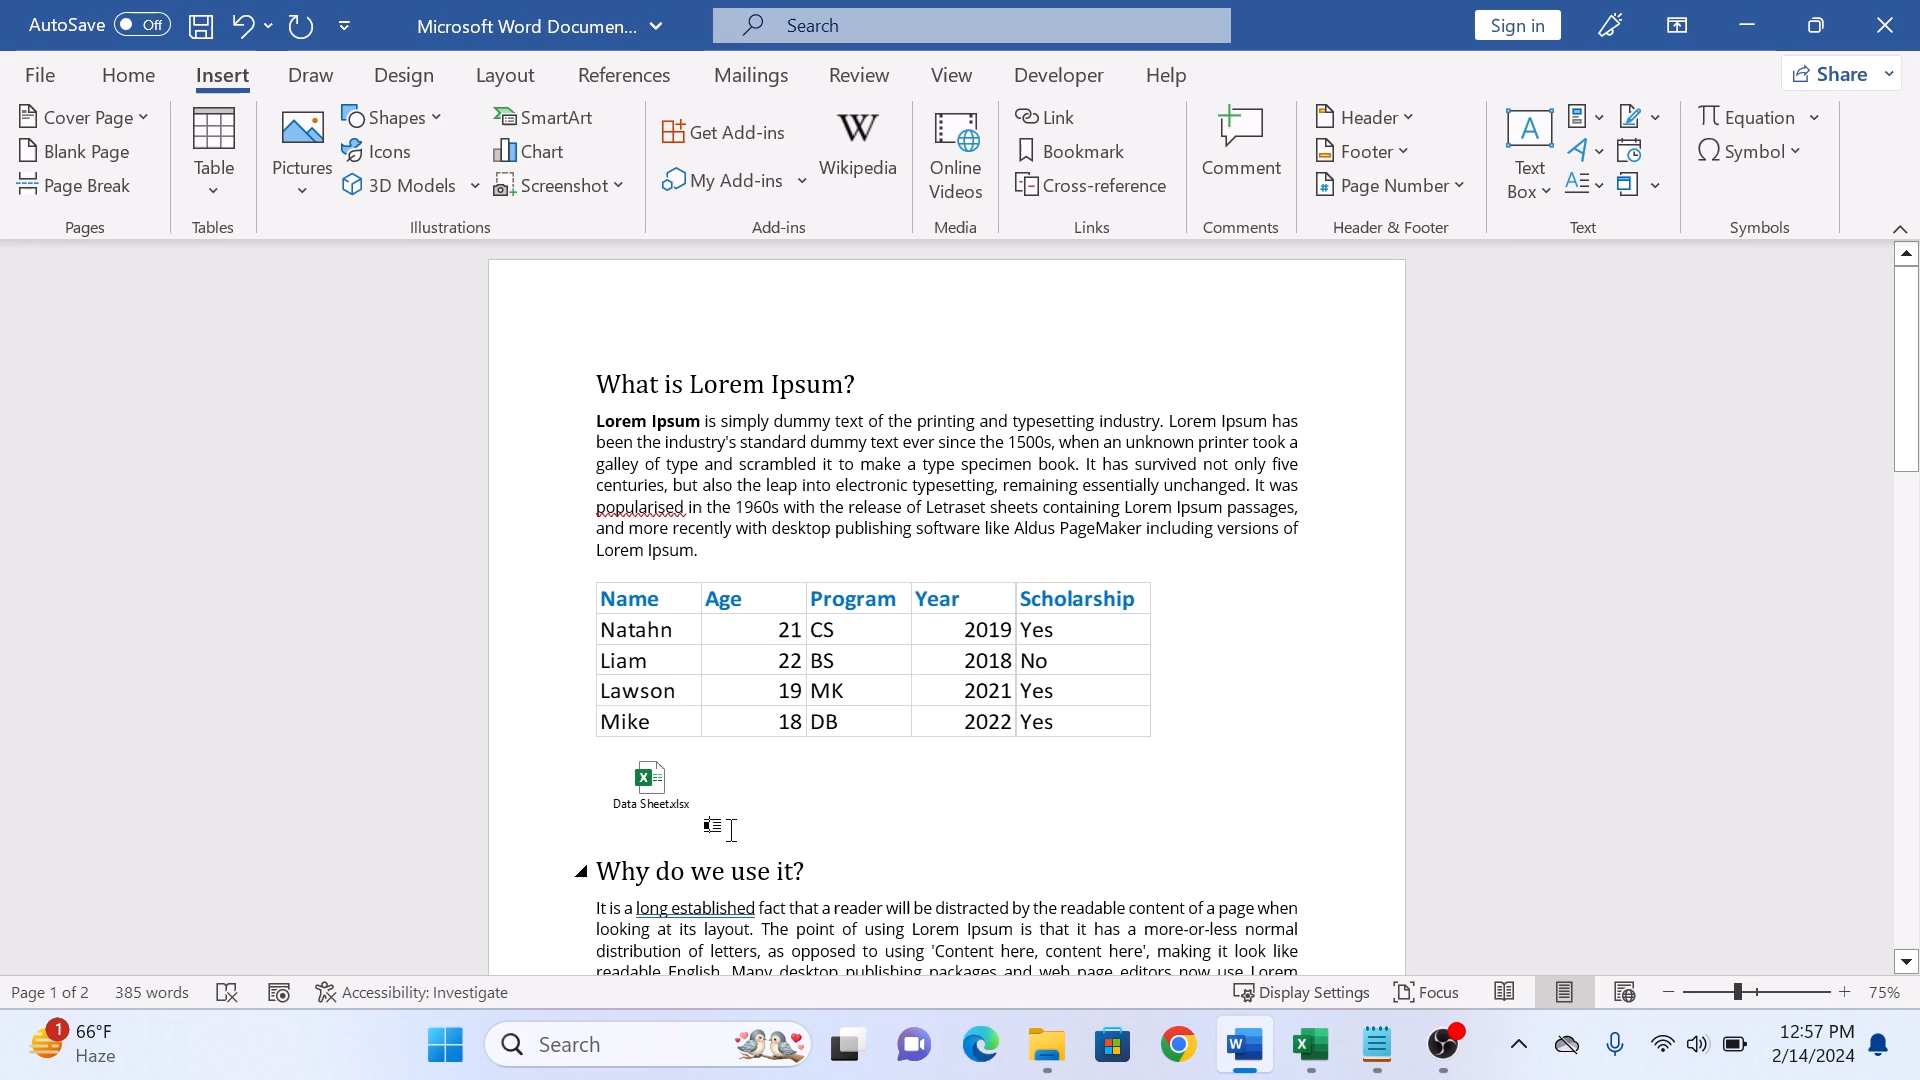 AutoSave Off Microsoft Word Documen... Search Sign in
File Home Insert Draw Design Layout References Mailings Review View Developer Help Share
Cover Page
Blank Page
Page Break
Pages
Table
Tables
Pictures
Shapes
Icons
3D Models
SmartArt
Chart
Screenshot
Illustrations
Get Add-ins
My Add-ins
W
Wikipedia
Add-ins
Online
Videos
Media
Link
Bookmark
Cross-reference
Links
Comment
Comments
Header
Footer
# Page Number
Header & Footer
A
Text
Box
Text
Equation
Symbol
Symbols
What is Lorem Ipsum?
Lorem Ipsum is simply dummy text of the printing and typesetting industry. Lorem Ipsum has
been the industry's standard dummy text ever since the 1500s, when an unknown printer took a
galley of type and scrambled it to make a type specimen book. It has survived not only five
centuries, but also the leap into electronic typesetting, remaining essentially unchanged. It was
popularised in the 1960s with the release of Letraset sheets containing Lorem Ipsum passages,
and more recently with desktop publishing software like Aldus PageMaker including versions of
Lorem Ipsum.
Name Age Program Year Scholarship
Natahn 21 CS 2019 Yes
Liam 22 BS 2018 No
Lawson 19 MK 2021 Yes
Mike 18 DB 2022 Yes
X
Data Sheet.xlsx
Why do we use it?
It is a long established fact that a reader will be distracted by the readable content of a page when
looking at its layout. The point of using Lorem Ipsum is that it has a more-or-less normal
distribution of letters, as opposed to using 'Content here, content here', making it look like
readable English. Many desktop publishing packages and web page editors now use Lorem
Page 1 of 2 385 words Accessibility: Investigate Display Settings Focus 75%
1 66°F
Haze
Search
W
X
12:57 PM
2/14/2024